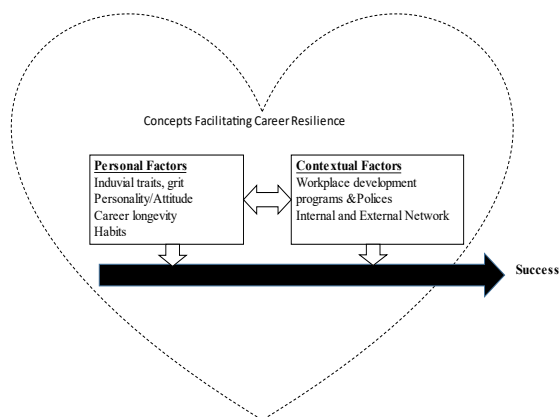 Concepts Facilitating Career Resilience
Personal Factors
Induvial traits, grit
Personality/Attitude
Career longevity
Habits
Contextual Factors
Workplace development
programs &Polices
Internal and External Network
Success